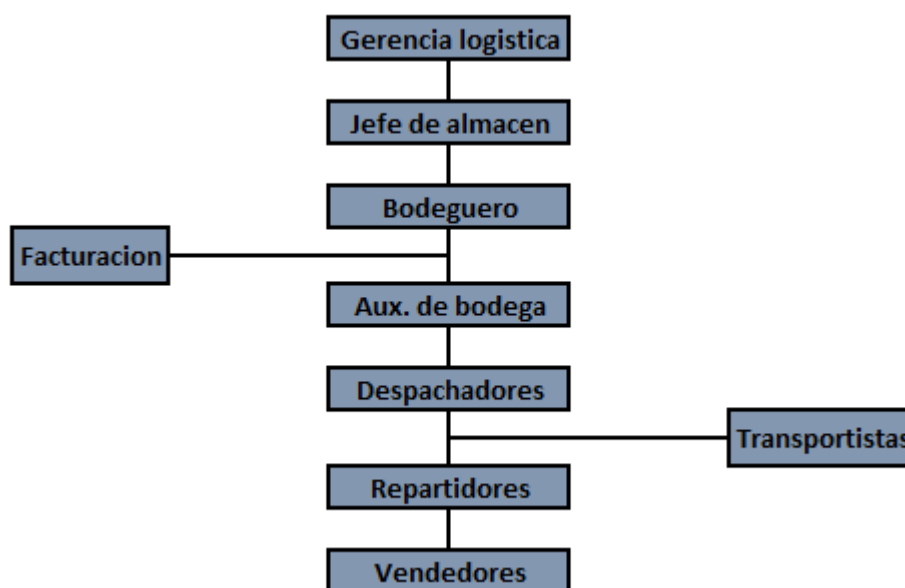 Gerencia logistica
Jefe de almacen
Bodeguero
Facturacion
Aux. de bodega
Despachadores
Transportistas
Repartidores
Vendedores